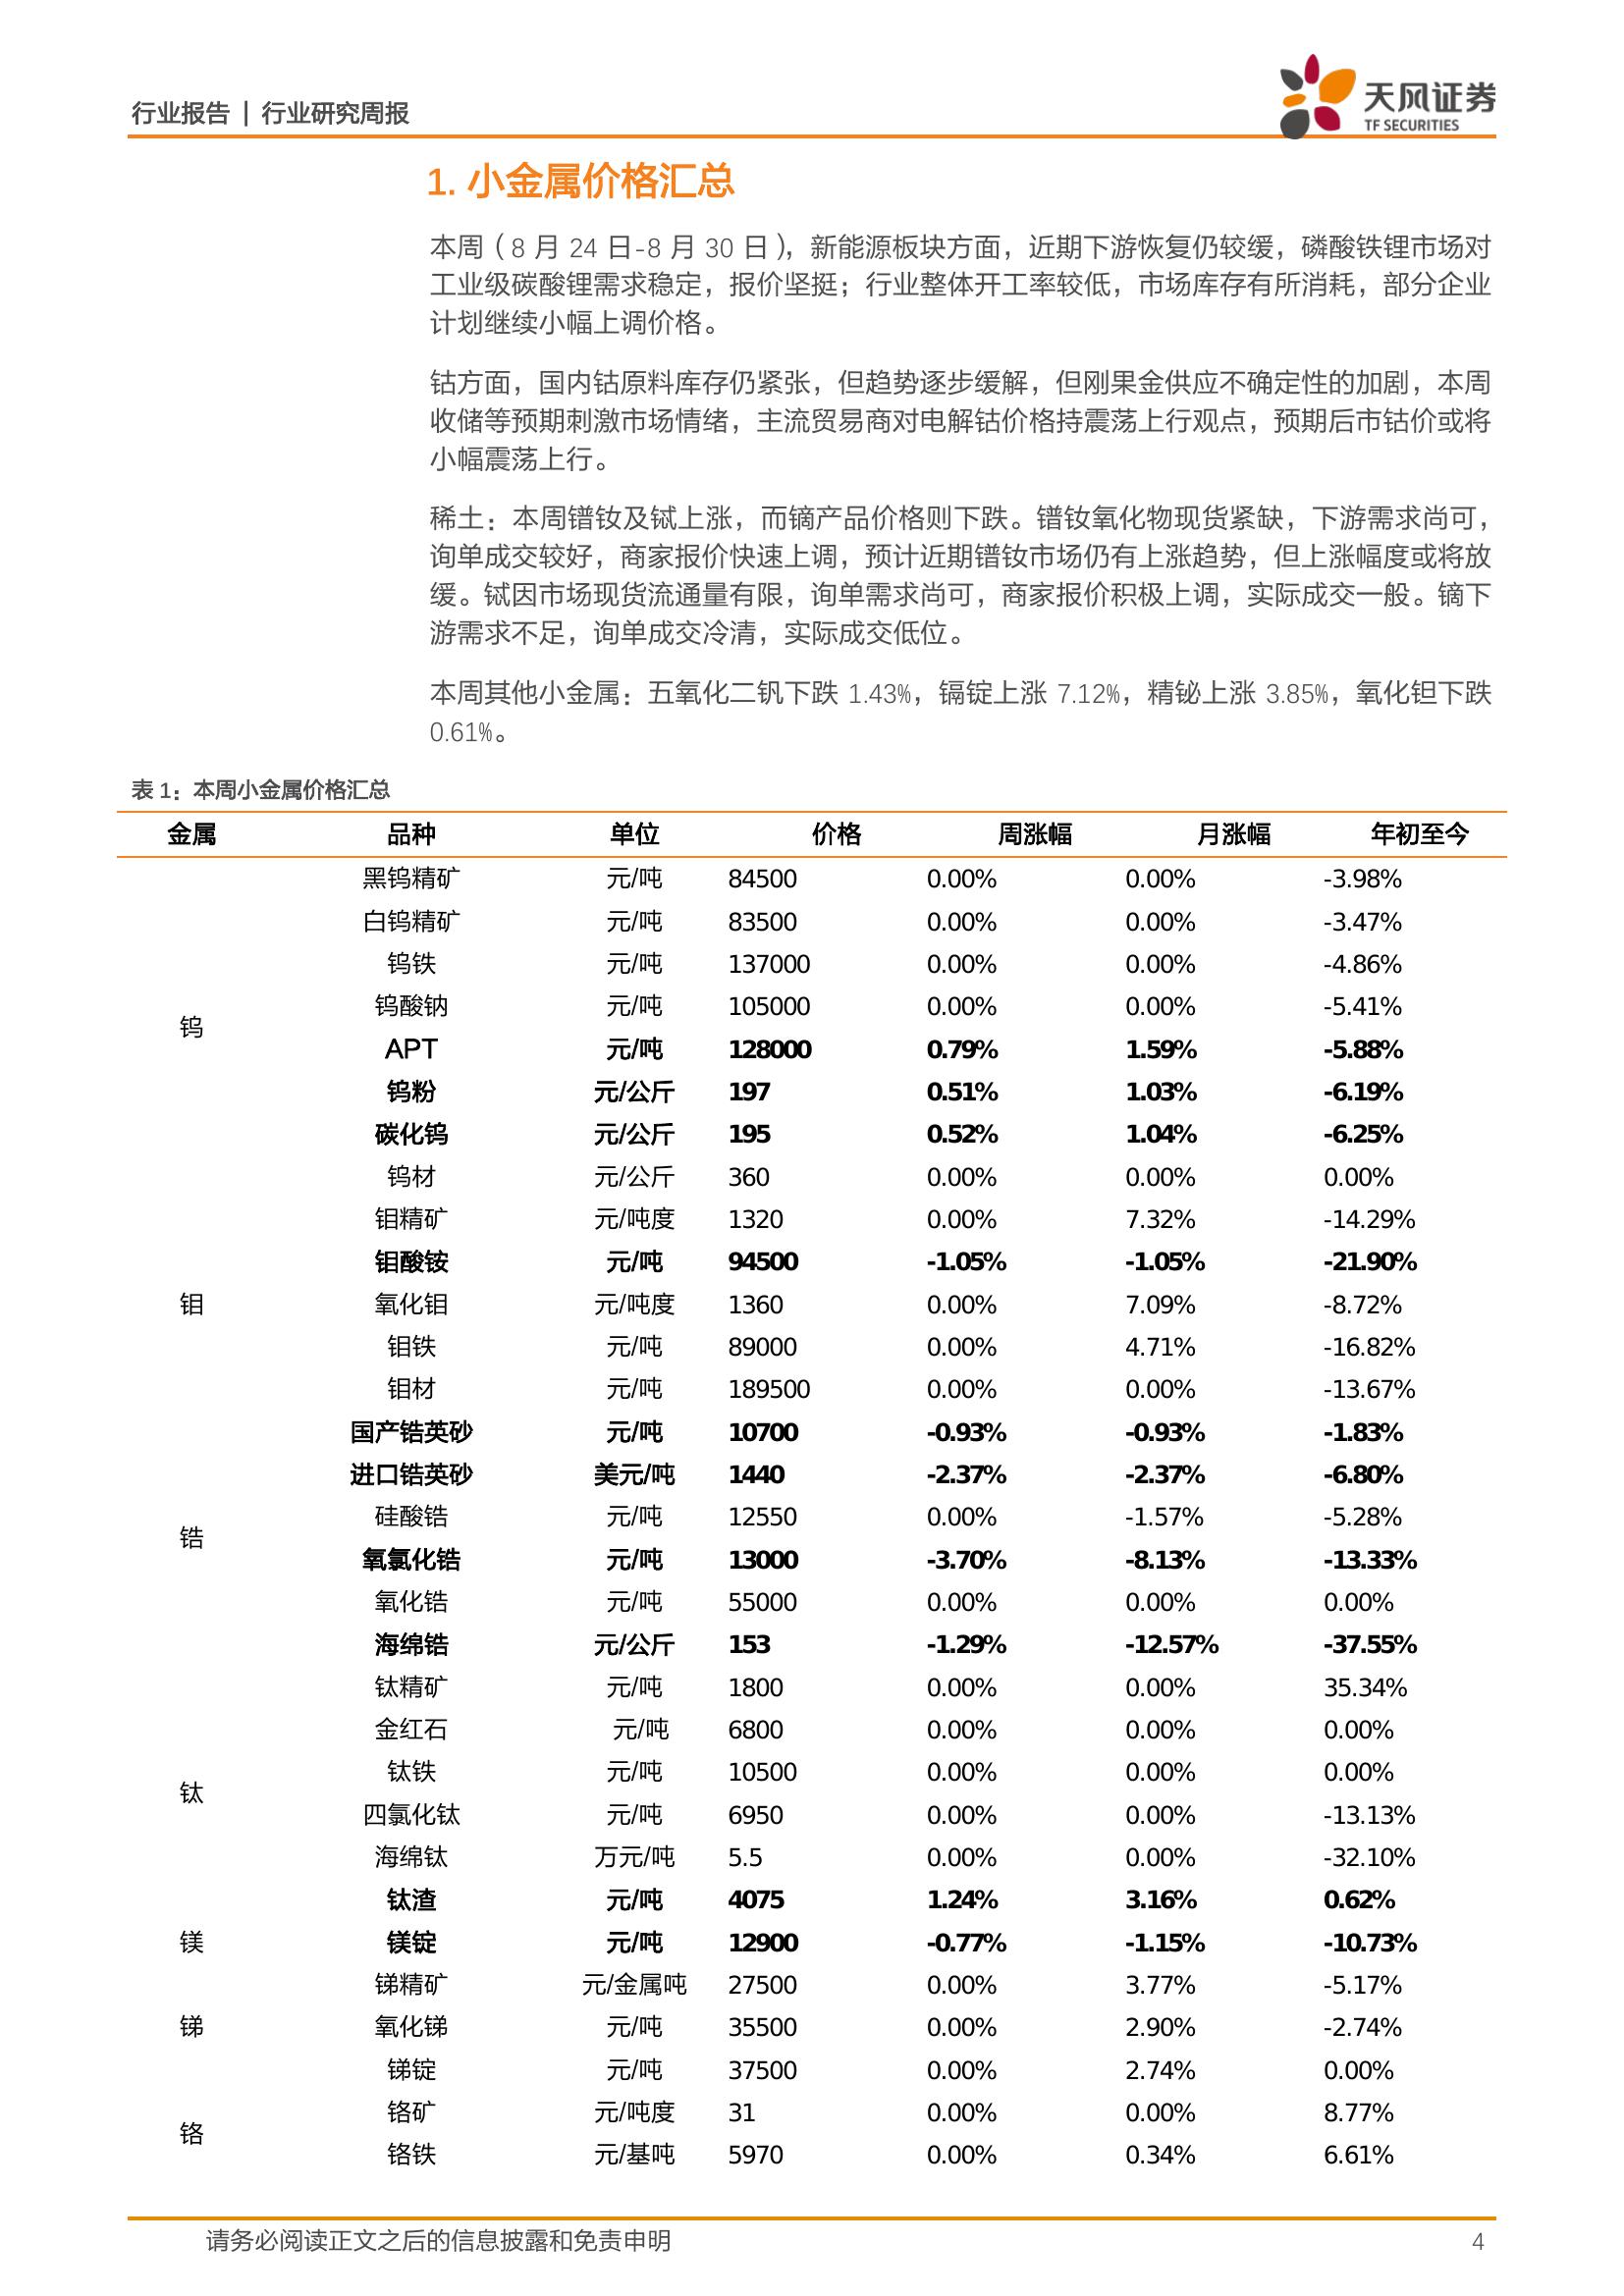 行业报告 | 行业研究周报
天风证券
TF SECURITIES
1. 小金属价格汇总
本周（8 月 24 日-8 月 30 日），新能源板块方面，近期下游恢复仍较缓，磷酸铁锂市场对
工业级碳酸锂需求稳定，报价坚挺；行业整体开工率较低，市场库存有所消耗，部分企业
计划继续小幅上调价格。
钴方面，国内钴原料库存仍紧张，但趋势逐步缓解，但刚果金供应不确定性的加剧，本周
收储等预期刺激市场情绪，主流贸易商对电解钴价格持震荡上行观点，预期后市钴价或将
小幅震荡上行。
稀土：本周镨钕及铽上涨，而镝产品价格则下跌。镨钕氧化物现货紧缺，下游需求尚可，
询单成交较好，商家报价快速上调，预计近期镨钕市场仍有上涨趋势，但上涨幅度或将放
缓。铽因市场现货流通量有限，询单需求尚可，商家报价积极上调，实际成交一般。镝下
游需求不足，询单成交冷清，实际成交低位。
本周其他小金属：五氧化二钒下跌 1.43%，镉锭上涨 7.12%，精铋上涨 3.85%，氧化钽下跌
0.61%。
表 1：本周小金属价格汇总
金属 品种 单位 价格 周涨幅 月涨幅 年初至今
黑钨精矿 元/吨 84500 0.00% 0.00% -3.98%
白钨精矿 元/吨 83500 0.00% 0.00% -3.47%
钨铁 元/吨 137000 0.00% 0.00% -4.86%
钨酸钠 元/吨 105000 0.00% 0.00% -5.41%
钨
APT 元/吨 128000 0.79% 1.59% -5.88%
钨粉 元/公斤 197 0.51% 1.03% -6.19%
碳化钨 元/公斤 195 0.52% 1.04% -6.25%
钨材 元/公斤 360 0.00% 0.00% 0.00%
钼精矿 元/吨度 1320 0.00% 7.32% -14.29%
钼酸铵 元/吨 94500 -1.05% -1.05% -21.90%
钼 氧化钼 元/吨度 1360 0.00% 7.09% -8.72%
钼铁 元/吨 89000 0.00% 4.71% -16.82%
钼材 元/吨 189500 0.00% 0.00% -13.67%
国产锆英砂 元/吨 10700 -0.93% -0.93% -1.83%
进口锆英砂 美元/吨 1440 -2.37% -2.37% -6.80%
硅酸锆 元/吨 12550 0.00% -1.57% -5.28%
锆
氧氯化锆 元/吨 13000 -3.70% -8.13% -13.33%
氧化锆 元/吨 55000 0.00% 0.00% 0.00%
海绵锆 元/公斤 153 -1.29% -12.57% -37.55%
钛精矿 元/吨 1800 0.00% 0.00% 35.34%
金红石 元/吨 6800 0.00% 0.00% 0.00%
钛铁 元/吨 10500 0.00% 0.00% 0.00%
钛
四氯化钛 元/吨 6950 0.00% 0.00% -13.13%
海绵钛 万元/吨 5.5 0.00% 0.00% -32.10%
钛渣 元/吨 4075 1.24% 3.16% 0.62%
镁 镁锭 元/吨 12900 -0.77% -1.15% -10.73%
锑精矿 元/金属吨 27500 0.00% 3.77% -5.17%
锑 氧化锑 元/吨 35500 0.00% 2.90% -2.74%
锑锭 元/吨 37500 0.00% 2.74% 0.00%
铬矿 元/吨度 31 0.00% 0.00% 8.77%
铬
铬铁 元/基吨 5970 0.00% 0.34% 6.61%
请务必阅读正文之后的信息披露和免责申明 4